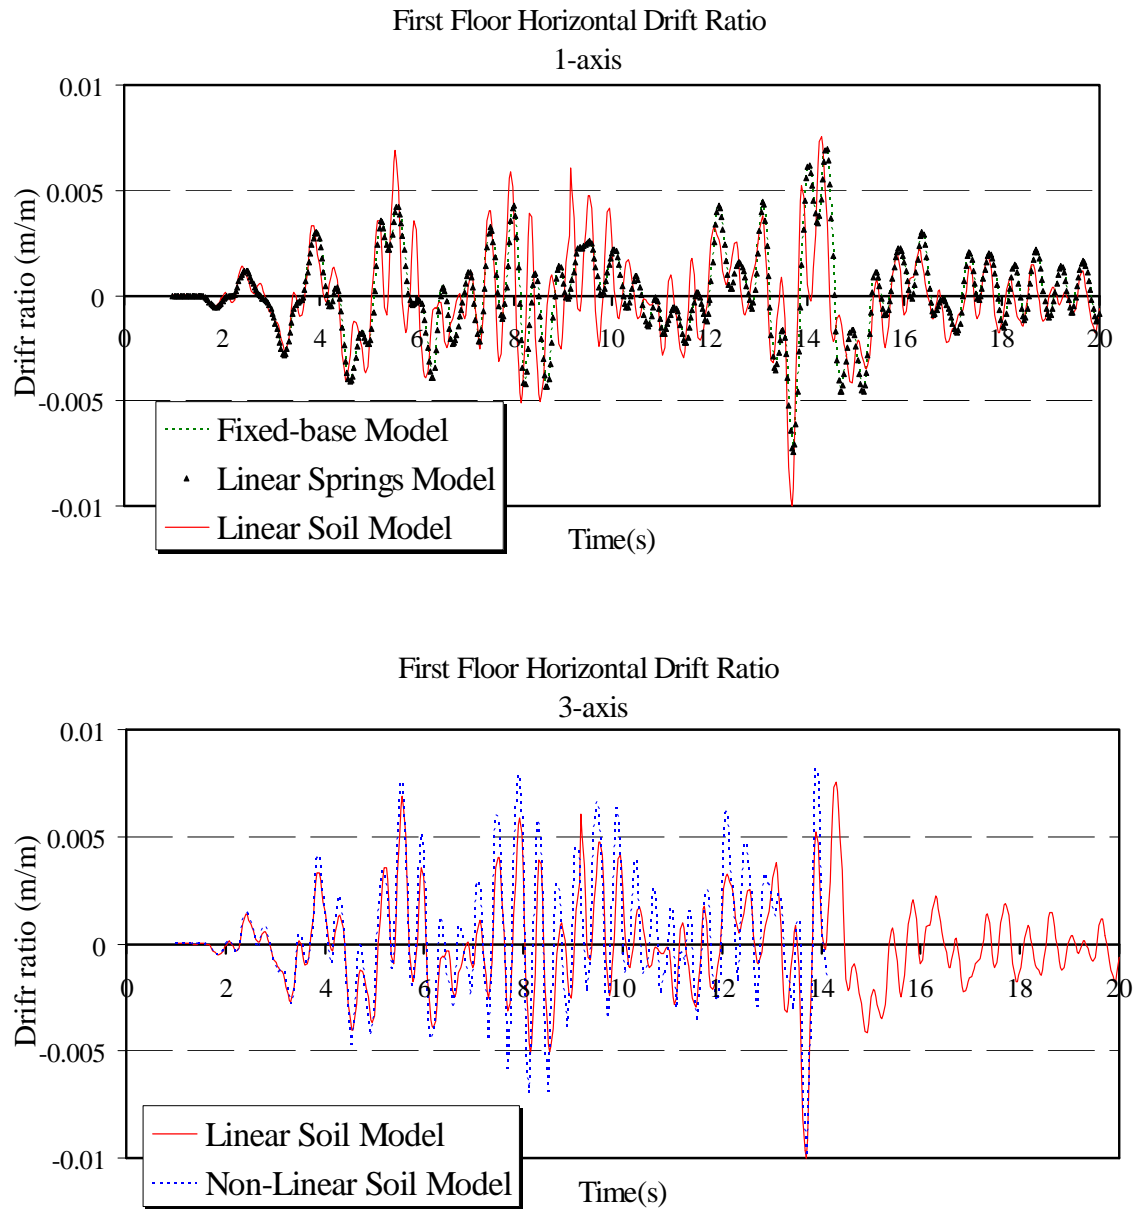 First Floor Horizontal Drift Ratio
1-axis
0.01
0.005
0
-0.005
-0.01
Drifr ratio (m/m)
0 2 4 6 8 10 12 14 16 18 20
Fixed-base Model
Linear Springs Model
Linear Soil Model
Time(s)
First Floor Horizontal Drift Ratio
3-axis
0.01
0.005
0
-0.005
-0.01
Drifr ratio (m/m)
0 2 4 6 8 10 12 14 16 18 20
Linear Soil Model
Non-Linear Soil Model
Time(s)